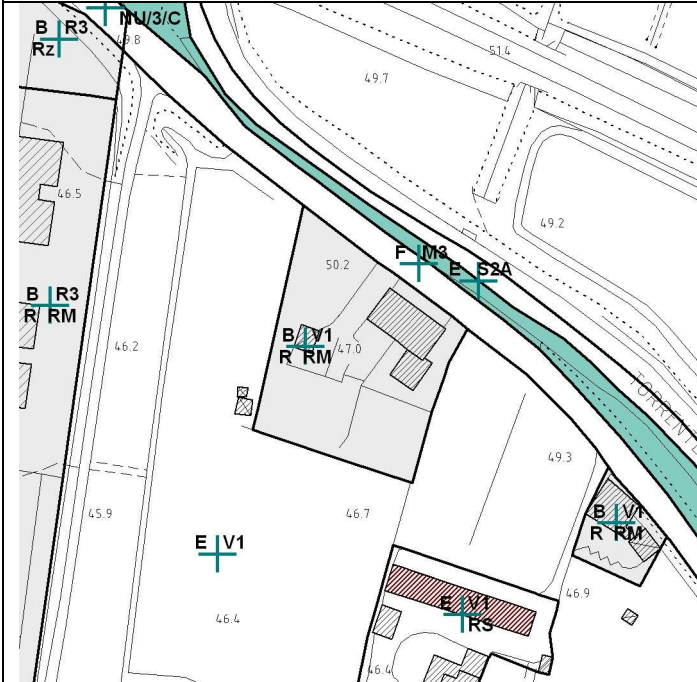 NU/3/C
B R3
Rz
49.8
51.4
49.7
46.5
49.2
F M3
50.2
E S2A
B R3
R RM
B V1
R RM
47.0
46.2
TORRENTE
49.3
46.7
45.9
B V1
R RM
E V1
46.9
E V1
RS
46.4
46.4